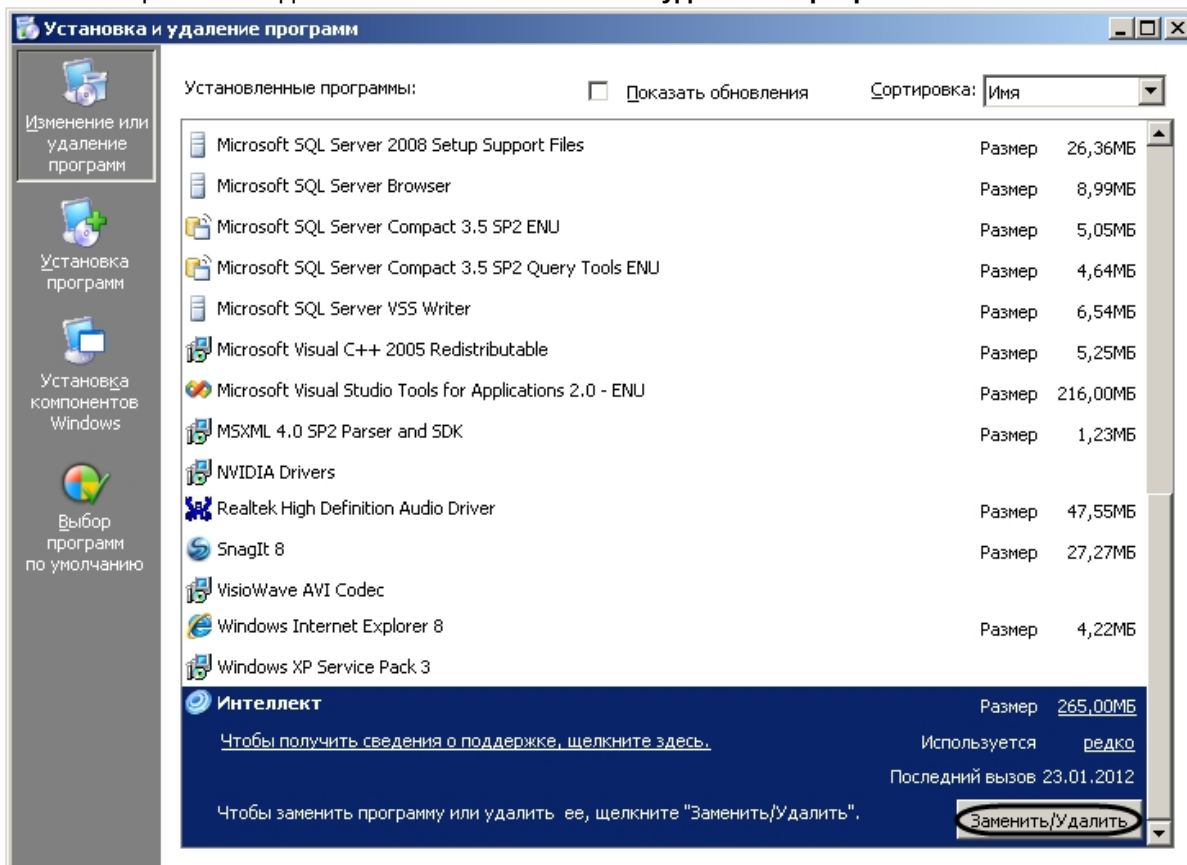 Установка и удаление программ
Изменение или
удаление
программ
Установка
программ
Установка
компонентов
Windows
Выбор
программ
по умолчанию
Установленные программы:
Показать обновления
Сортировка: Имя
Microsoft SQL Server 2008 Setup Support Files Размер 26,36МБ
Microsoft SQL Server Browser Размер 8,99МБ
Microsoft SQL Server Compact 3.5 SP2 ENU Размер 5,05МБ
Microsoft SQL Server Compact 3.5 SP2 Query Tools ENU Размер 4,64МБ
Microsoft SQL Server VSS Writer Размер 6,54МБ
Microsoft Visual C++ 2005 Redistributable Размер 5,25МБ
Microsoft Visual Studio Tools for Applications 2.0 - ENU Размер 216,00МБ
MSXML 4.0 SP2 Parser and SDK Размер 1,23МБ
NVIDIA Drivers
Realtek High Definition Audio Driver Размер 47,55МБ
SnagIt 8 Размер 27,27МБ
VisioWave AVI Codec
Windows Internet Explorer 8 Размер 4,22МБ
Windows XP Service Pack 3
Интеллект Размер 265,00МБ
Чтобы получить сведения о поддержке, щелкните здесь. Используется редко
Последний вызов 23.01.2012
Чтобы заменить программу или удалить ее, щелкните "Заменить/Удалить". Заменить/Удалить